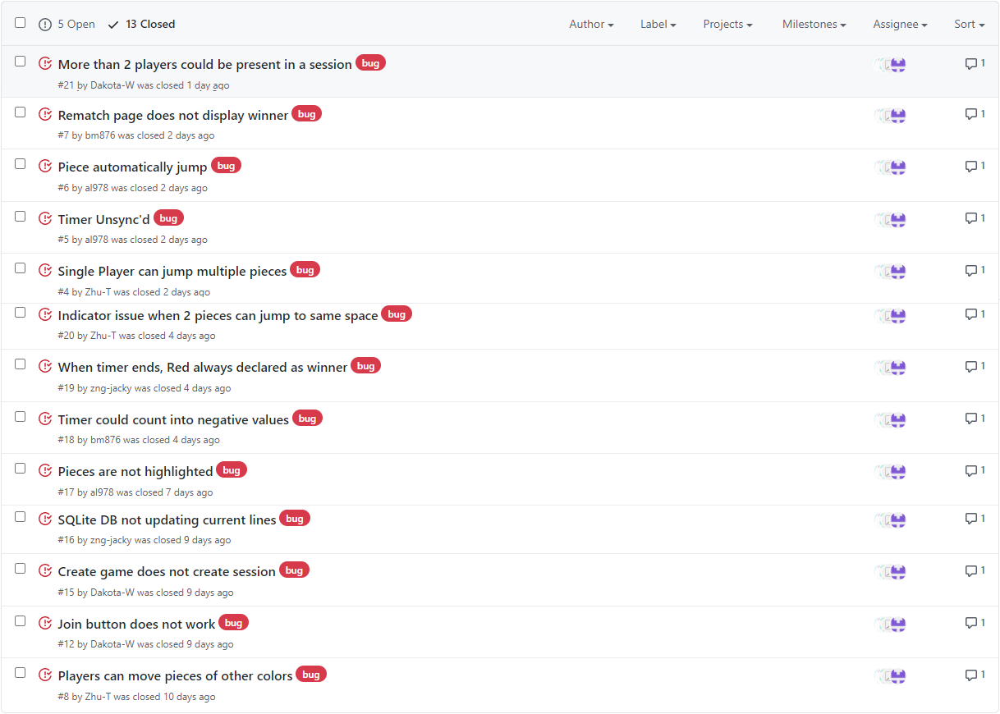 5 Open 13 Closed Author Label Projects Milestones Assignee Sort
More than 2 players could be present in a session bug 1
#21 by Dakota-W was closed 1 day ago
Rematch page does not display winner bug 1
#7 by bm876 was closed 2 days ago
Piece automatically jump bug 1
#6 by al978 was closed 2 days ago
Timer Unsync'd bug 1
#5 by al978 was closed 2 days ago
Single Player can jump multiple pieces bug 1
#4 by Zhu-T was closed 2 days ago
Indicator issue when 2 pieces can jump to same space bug 1
#20 by Zhu-T was closed 4 days ago
When timer ends, Red always declared as winner bug 1
#19 by zng-jacky was closed 4 days ago
Timer could count into negative values bug 1
#18 by bm876 was closed 4 days ago
Pieces are not highlighted bug 1
#17 by al978 was closed 7 days ago
SQLite DB not updating current lines bug 1
#16 by zng-jacky was closed 9 days ago
Create game does not create session bug 1
#15 by Dakota-W was closed 9 days ago
Join button does not work bug 1
#12 by Dakota-W was closed 9 days ago
Players can move pieces of other colors bug 1
#8 by Zhu-T was closed 10 days ago